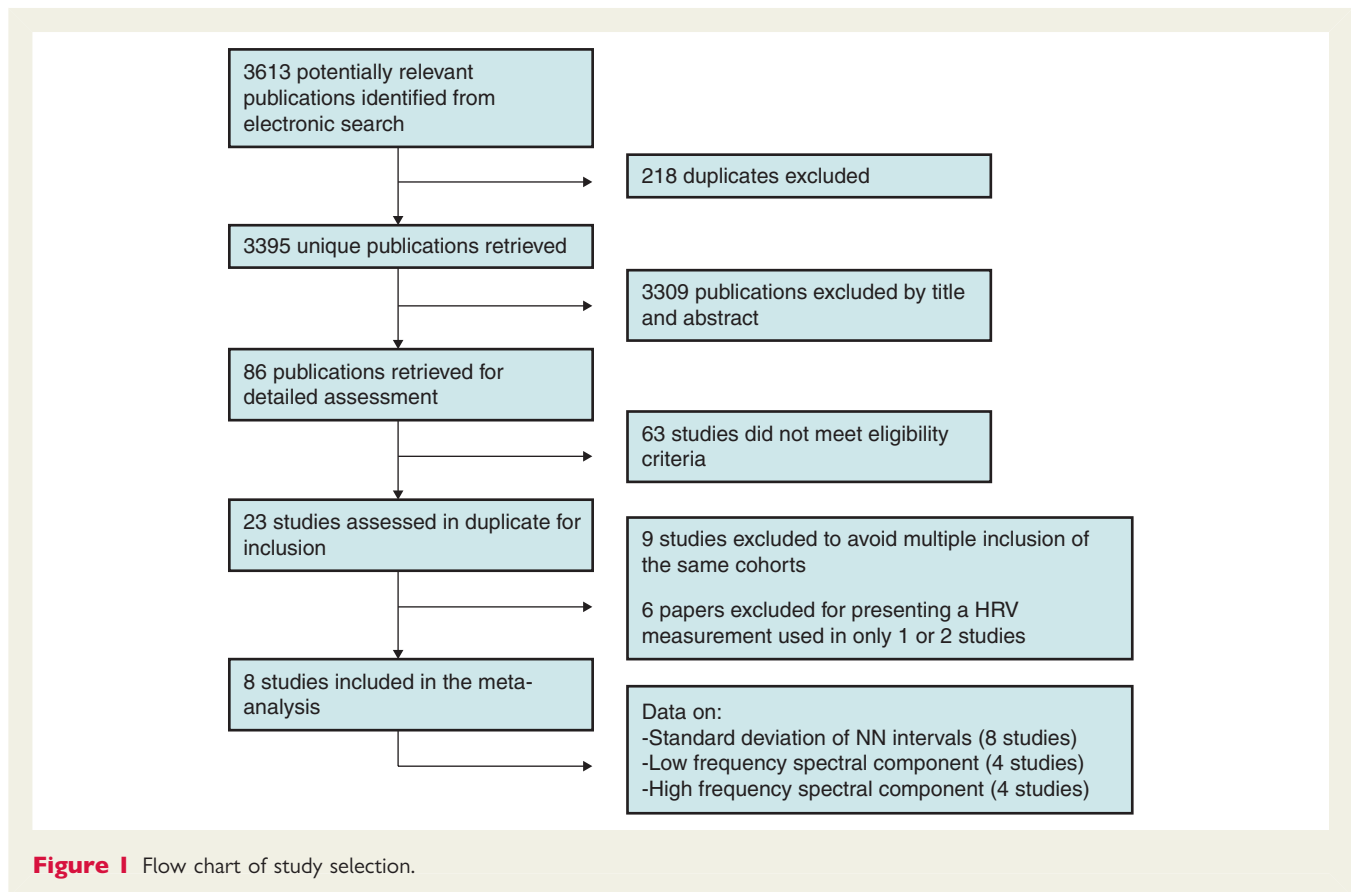 3613 potentially relevant
publications identified from
electronic search
218 duplicates excluded
3395 unique publications retrieved
3309 publications excluded by title
and abstract
86 publications retrieved for
detailed assessment
63 studies did not meet eligibility
criteria
23 studies assessed in duplicate for
inclusion
9 studies excluded to avoid multiple inclusion of
the same cohorts
6 papers excluded for presenting a HRV
measurement used in only 1 or 2 studies
8 studies included in the meta-
analysis
Data on:
-Standard deviation of NN intervals (8 studies)
-Low frequency spectral component (4 studies)
-High frequency spectral component (4 studies)
Figure 1 Flow chart of study selection.